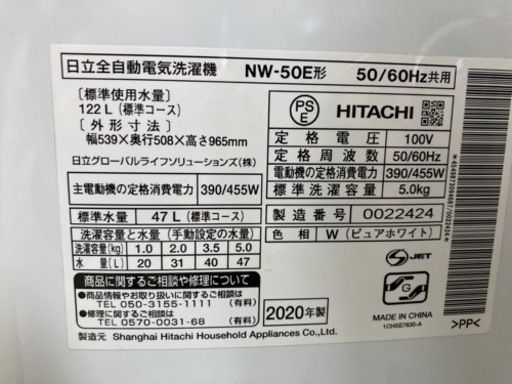 日立全自動電気洗濯機 NW-50E形 50/60Hz共用
〔標準使用水量〕
122L（標準コース）
〔外形寸法〕
幅539×奥行508×高さ965mm
日立グローバルライフソリューションズ(株)
PS
E
HITACHI
定格電圧 100V
定格周波数 50/60Hz
電動機の定格消費電力 390/455W
標準洗濯容量 5.0kg
主電動機の定格消費電力 390/455W
標準水量 47L（標準コース）
洗濯容量と水量（手動設定の水量）
洗濯容量(kg) 1.0 2.0 3.5 5.0
水量(L) 20 31 40 47
製造番号 0022424
色相 W（ピュアホワイト）
商品に関するご相談や修理について
●商品情報やお取り扱いに関するご相談
TEL 050-3155-1111 （有料）
●修理に関するご相談
TEL 0570-0031-68 （有料）
製造元 Shanghai Hitachi Household Appliances Co., Ltd.
2020年製
S JET
G
MADE IN CHINA
1CHSE7830-A
>PP<